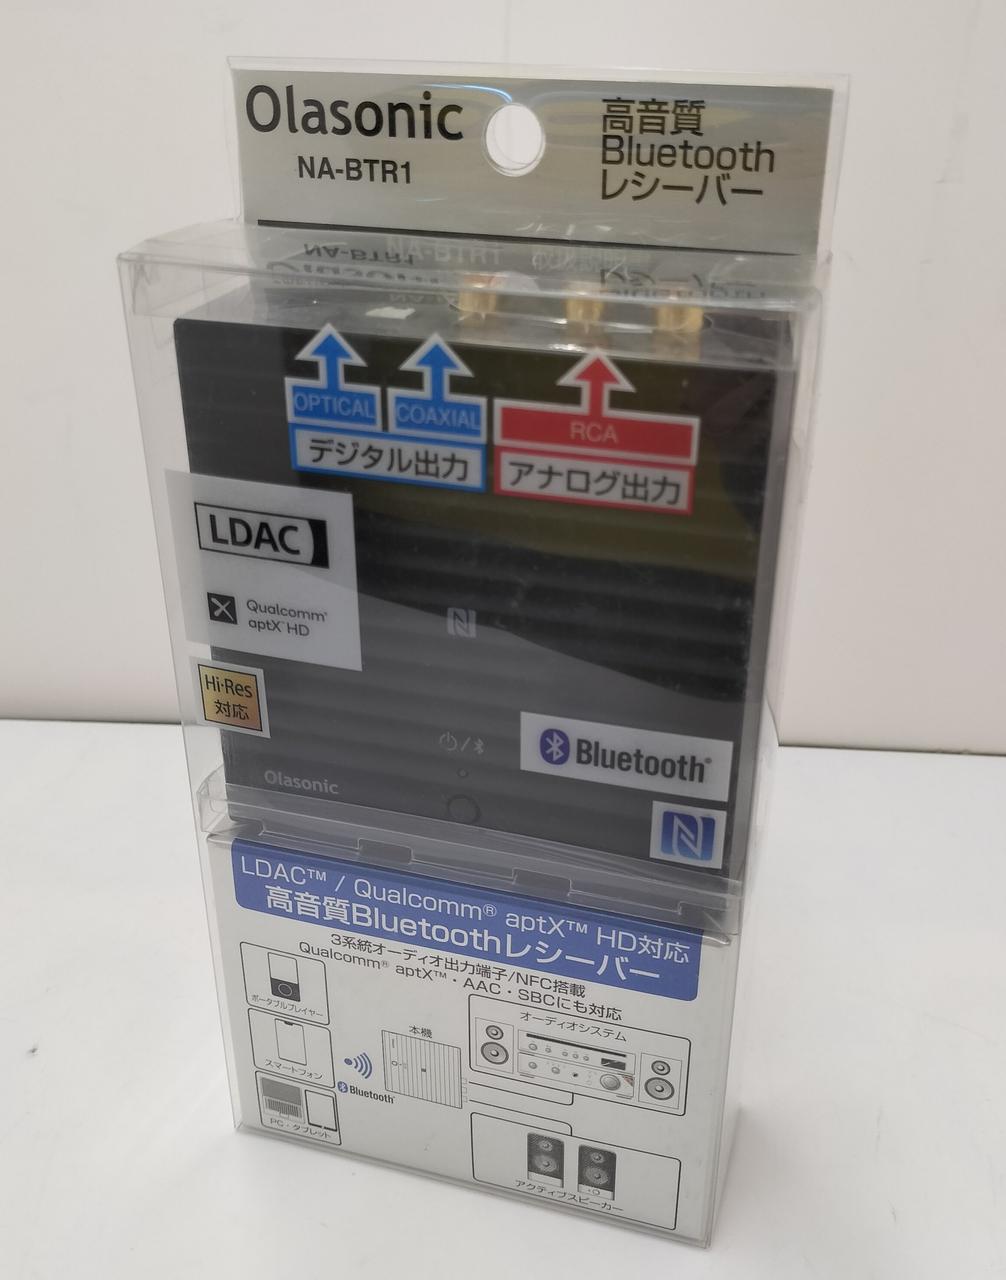 Olasonic
NA-BTR1
高音質
Bluetooth
レシーバー
NA-BTR1
OPTICAL
COAXIAL
RCA
デジタル出力
アナログ出力
LDAC
Qualcomm®
aptX™ HD
Hi-Res
対応
Bluetooth®
Olasonic
LDAC™ / Qualcomm® aptX™ HD対応
高音質Bluetoothレシーバー
3系統オーディオ出力端子/NFC搭載
Qualcomm® aptX™・AAC・SBCにも対応
ポータブルプレイヤー
スマートフォン
PC・タブレット
Bluetooth®
本機
オーディオシステム
アクティブスピーカー